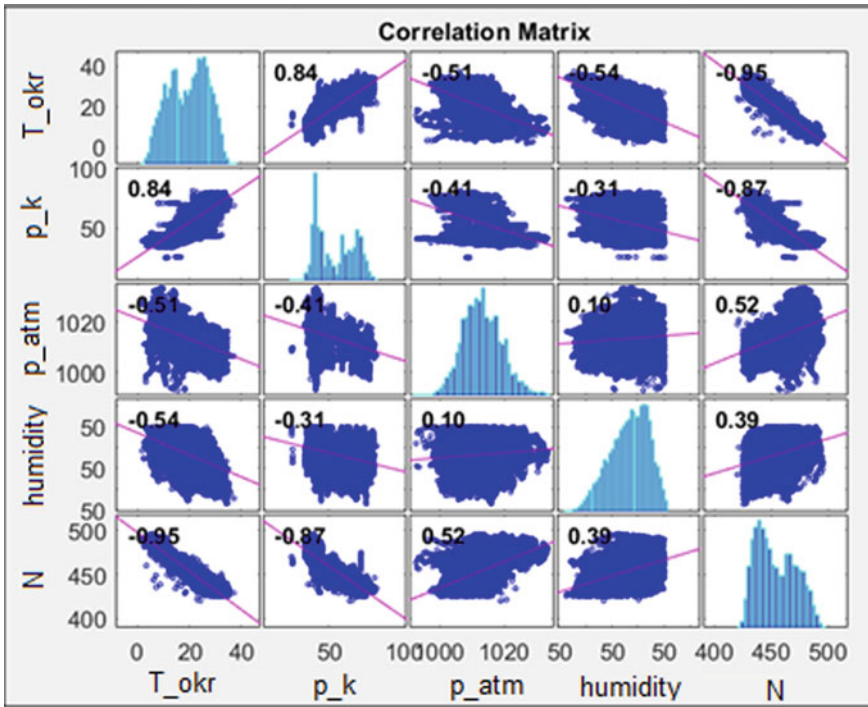 Correlation Matrix
T_okr 40 20 0 0.84 -0.51 -0.54 -0.95
p_k 100 50 0.84 -0.41 -0.31 -0.87
p_atm 1020 1000 -0.51 -0.41 0.10 0.52
humidity 50 50 50 -0.54 -0.31 0.10 0.39
N 500 450 400 -0.95 -0.87 0.52 0.39
0 20 40 50 100 1000 1020 50 50 50 400 450 500
T_okr p_k p_atm humidity N